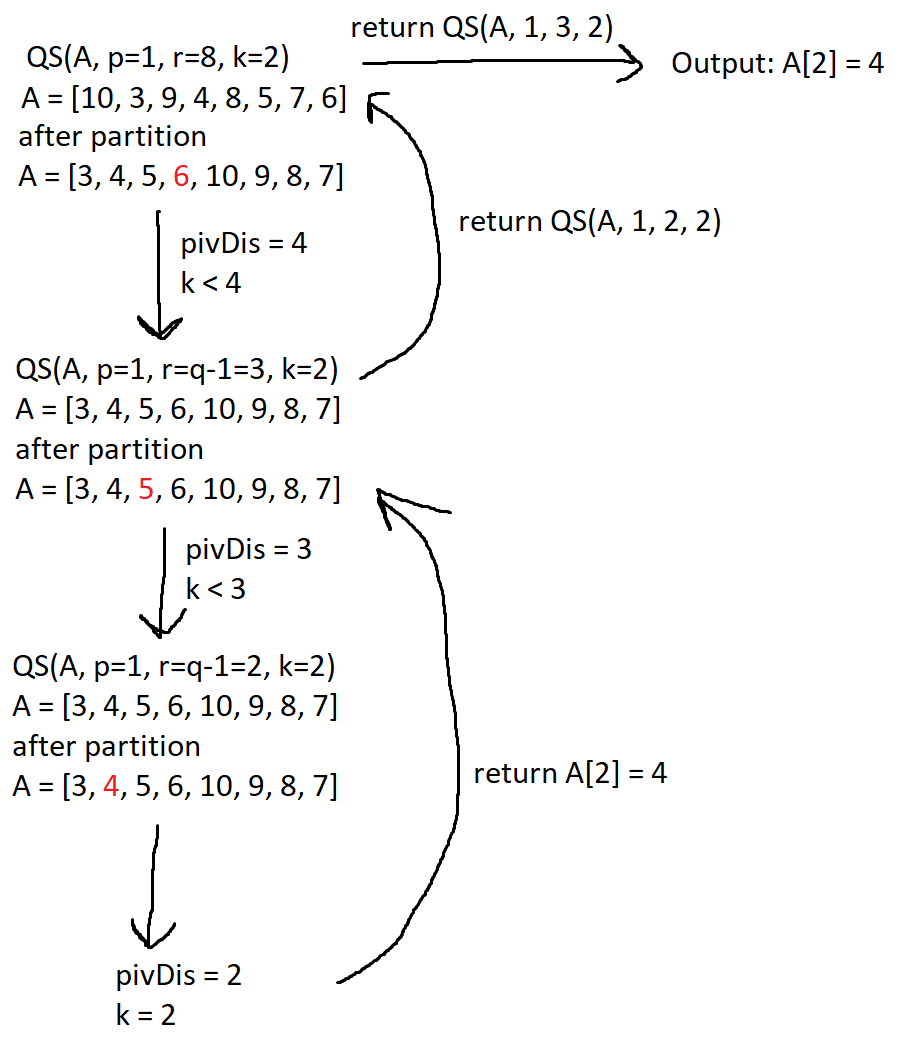 return QS(A, 1, 3, 2)
QS(A, p=1, r=8, k=2)
Output: A[2] = 4
A = [10, 3, 9, 4, 8, 5, 7, 6]
after partition
A = [3, 4, 5, 6, 10, 9, 8, 7]
return QS(A, 1, 2, 2)
pivDis = 4
k < 4
QS(A, p=1, r=q-1=3, k=2)
A = [3, 4, 5, 6, 10, 9, 8, 7]
after partition
A = [3, 4, 5, 6, 10, 9, 8, 7]
pivDis = 3
k < 3
QS(A, p=1, r=q-1=2, k=2)
A = [3, 4, 5, 6, 10, 9, 8, 7]
after partition
A = [3, 4, 5, 6, 10, 9, 8, 7]
return A[2] = 4
pivDis = 2
k = 2